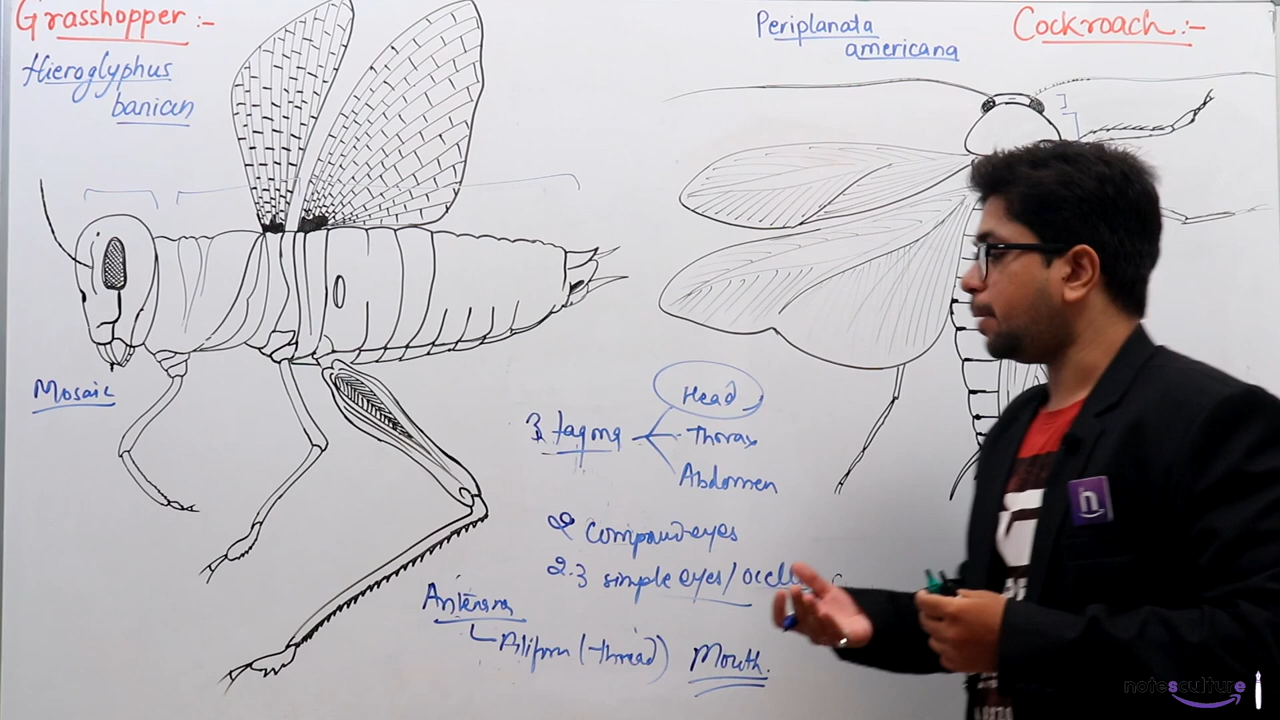 Grasshopper :-
Hieroglyphus
banian
Periplanata
americana
Cockroach :-
Mosaic
3 tagma
Head
Thorax
Abdomen
2 compound eyes
2-3 simple eyes/ocelli
Antenna
Filiform (thread)
Mouth.
n
notesculture